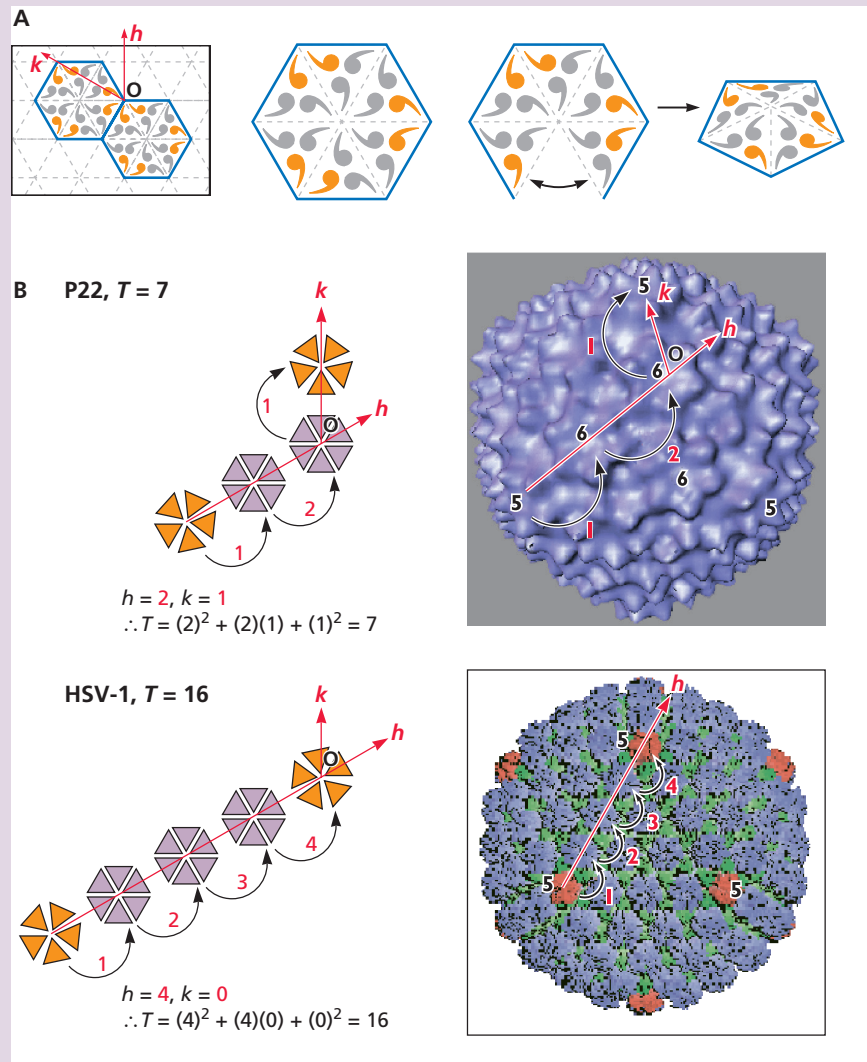 A
h
k
O
B P22, T = 7
k
h
O
1
1
2
h = 2, k = 1
∴T = (2)² + (2)(1) + (1)² = 7
5
k
h
1
O
6
6
2
6
5
5
1
HSV-1, T = 16
k
h
O
4
3
2
1
h = 4, k = 0
∴T = (4)² + (4)(0) + (0)² = 16
h
5
4
3
2
5
1
5